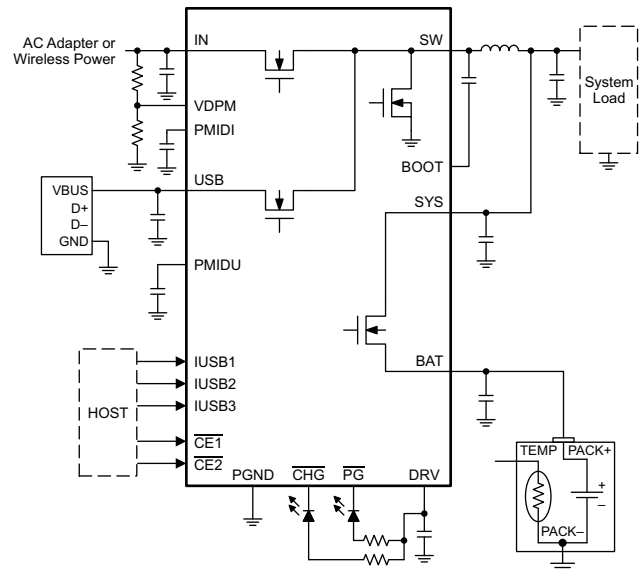 AC Adapter or
Wireless Power
IN
SW
System
Load
VDPM
PMIDI
BOOT
USB
VBUS
D+
D–
GND
SYS
PMIDU
BAT
IUSB1
IUSB2
IUSB3
HOST
CE1
CE2
PGND
CHG
PG
DRV
TEMP
PACK+
+
–
PACK–